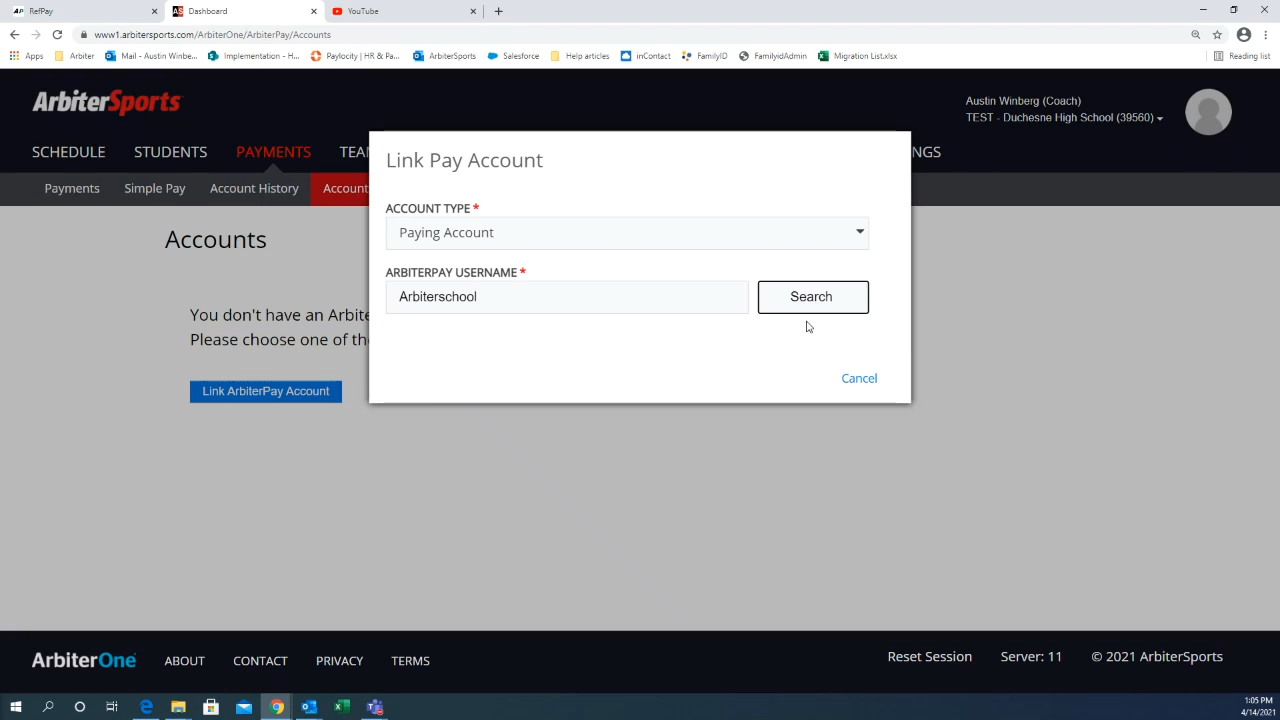 RefPay
Dashboard
YouTube
www1.arbitersports.com/ArbiterOne/ArbiterPay/Accounts
Apps
Arbiter
Mail - Austin Winbe...
Implementation - H...
Paylocity | HR & Pa...
ArbiterSports
Salesforce
Help articles
inContact
FamilyID
FamilyidAdmin
Migration List.xlsx
Reading list
ArbiterSports
Austin Winberg (Coach)
TEST - Duchesne High School (39560)
SCHEDULE
STUDENTS
PAYMENTS
TEA
NGS
Payments
Simple Pay
Account History
Account
Accounts
You don't have an Arbite
Please choose one of the
Link ArbiterPay Account
Link Pay Account
ACCOUNT TYPE *
Paying Account
ARBITERPAY USERNAME *
Arbiterschool
Search
Cancel
ArbiterOne
ABOUT
CONTACT
PRIVACY
TERMS
Reset Session
Server: 11
© 2021 ArbiterSports
1:05 PM
4/14/2021